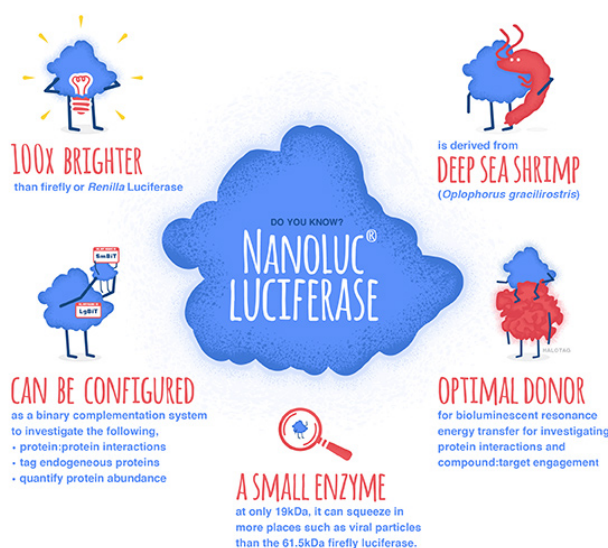 100X BRIGHTER
than firefly or Renilla Luciferase
is derived from
DEEP SEA SHRIMP
(Oplophorus gracilirostris)
DO YOU KNOW?
NANOLUC®
LUCIFERASE
SmBiT
LgBiT
CAN BE CONFIGURED
as a binary complementation system
to investigate the following,
• protein:protein interactions
• tag endogeneous proteins
• quantify protein abundance
HALOTAG
OPTIMAL DONOR
for bioluminescent resonance
energy transfer for investigating
protein interactions and
compound:target engagement
A SMALL ENZYME
at only 19kDa, it can squeeze in
more places such as viral particles
than the 61.5kDa firefly luciferase.